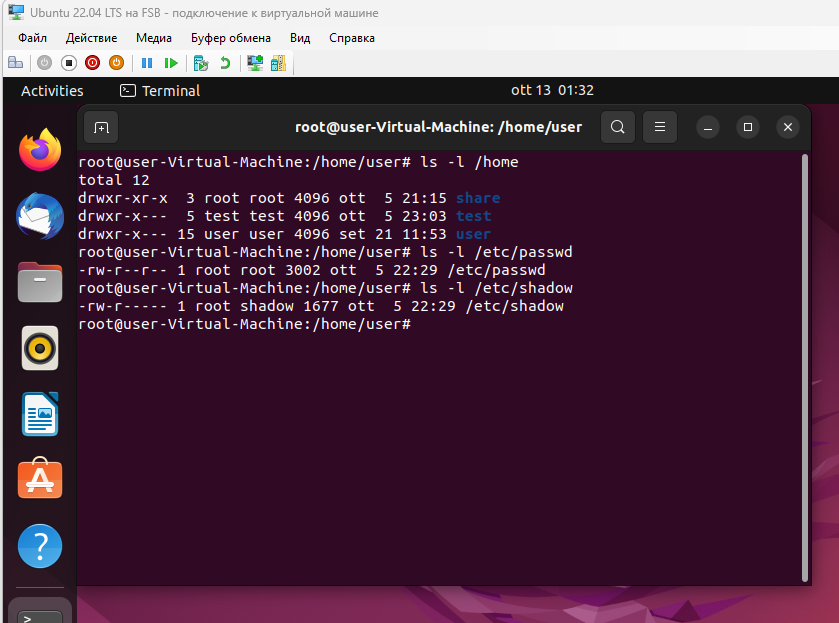 Ubuntu 22.04 LTS на FSB - подключение к виртуальной машине
Файл Действие Медиа Буфер обмена Вид Справка
Activities Terminal ott 13 01:32
root@user-Virtual-Machine: /home/user
root@user-Virtual-Machine:/home/user# ls -l /home
total 12
drwxr-xr-x  3 root root 4096 ott  5 21:15 share
drwxr-x---  5 test test 4096 ott  5 23:03 test
drwxr-x--- 15 user user 4096 set 21 11:53 user
root@user-Virtual-Machine:/home/user# ls -l /etc/passwd
-rw-r--r-- 1 root root 3002 ott  5 22:29 /etc/passwd
root@user-Virtual-Machine:/home/user# ls -l /etc/shadow
-rw-r----- 1 root shadow 1677 ott  5 22:29 /etc/shadow
root@user-Virtual-Machine:/home/user#